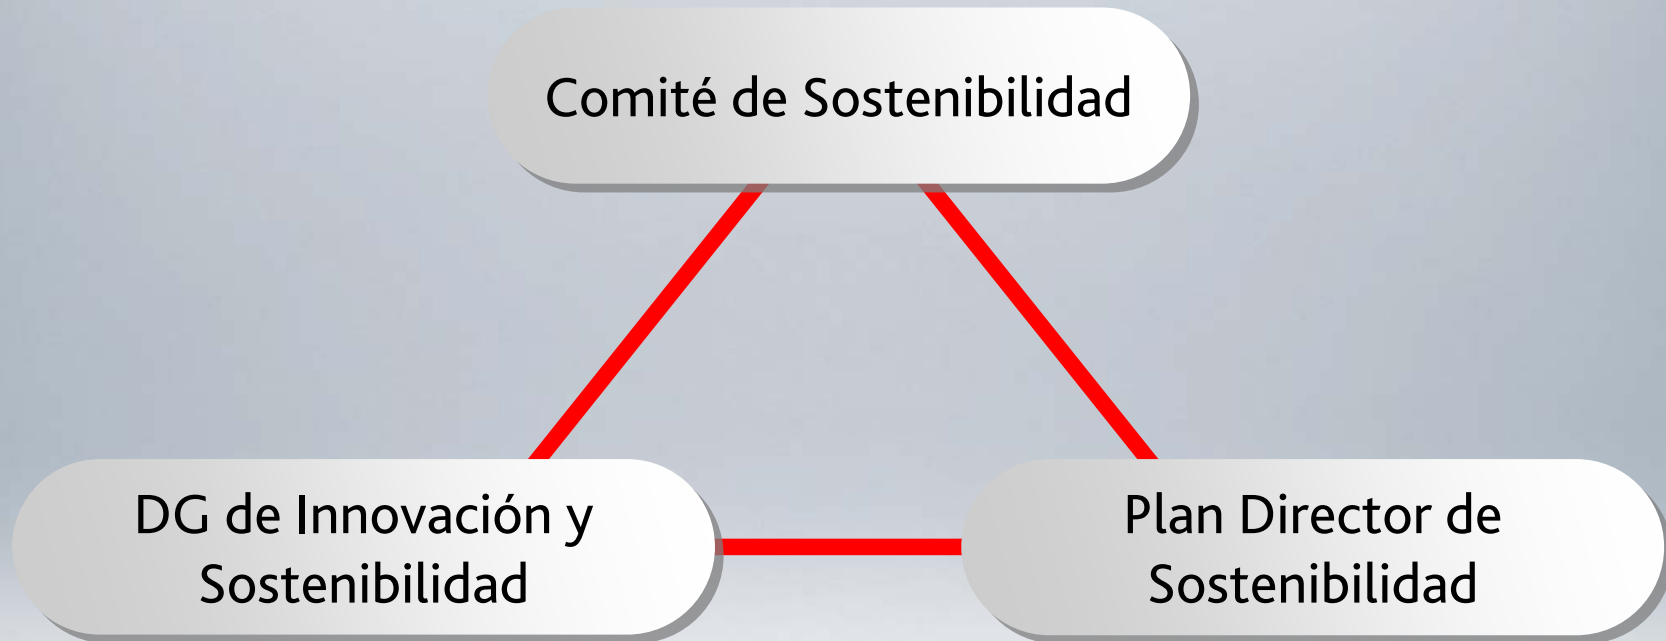 Comité de Sostenibilidad
DG de Innovación y
Sostenibilidad
Plan Director de
Sostenibilidad